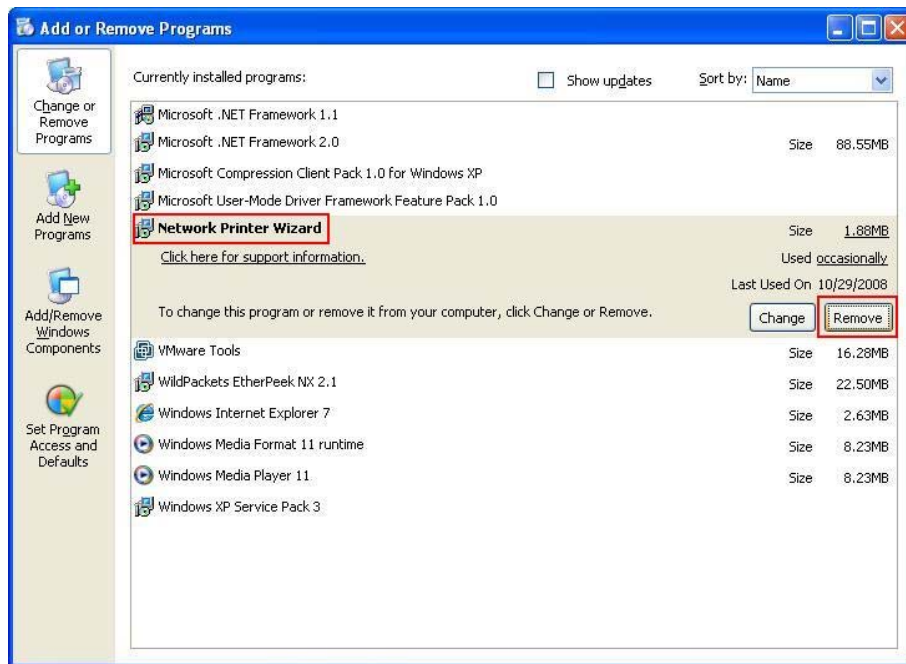 Add or Remove Programs
Change or
Remove
Programs
Add New
Programs
Add/Remove
Windows
Components
Set Program
Access and
Defaults
Currently installed programs:
Show updates
Sort by: Name
Microsoft .NET Framework 1.1
Microsoft .NET Framework 2.0 Size 88.55MB
Microsoft Compression Client Pack 1.0 for Windows XP
Microsoft User-Mode Driver Framework Feature Pack 1.0
Network Printer Wizard Size 1.88MB
Click here for support information. Used occasionally
Last Used On 10/29/2008
To change this program or remove it from your computer, click Change or Remove. Change Remove
VMware Tools Size 16.28MB
WildPackets EtherPeek NX 2.1 Size 22.50MB
Windows Internet Explorer 7 Size 2.63MB
Windows Media Format 11 runtime Size 8.23MB
Windows Media Player 11 Size 8.23MB
Windows XP Service Pack 3